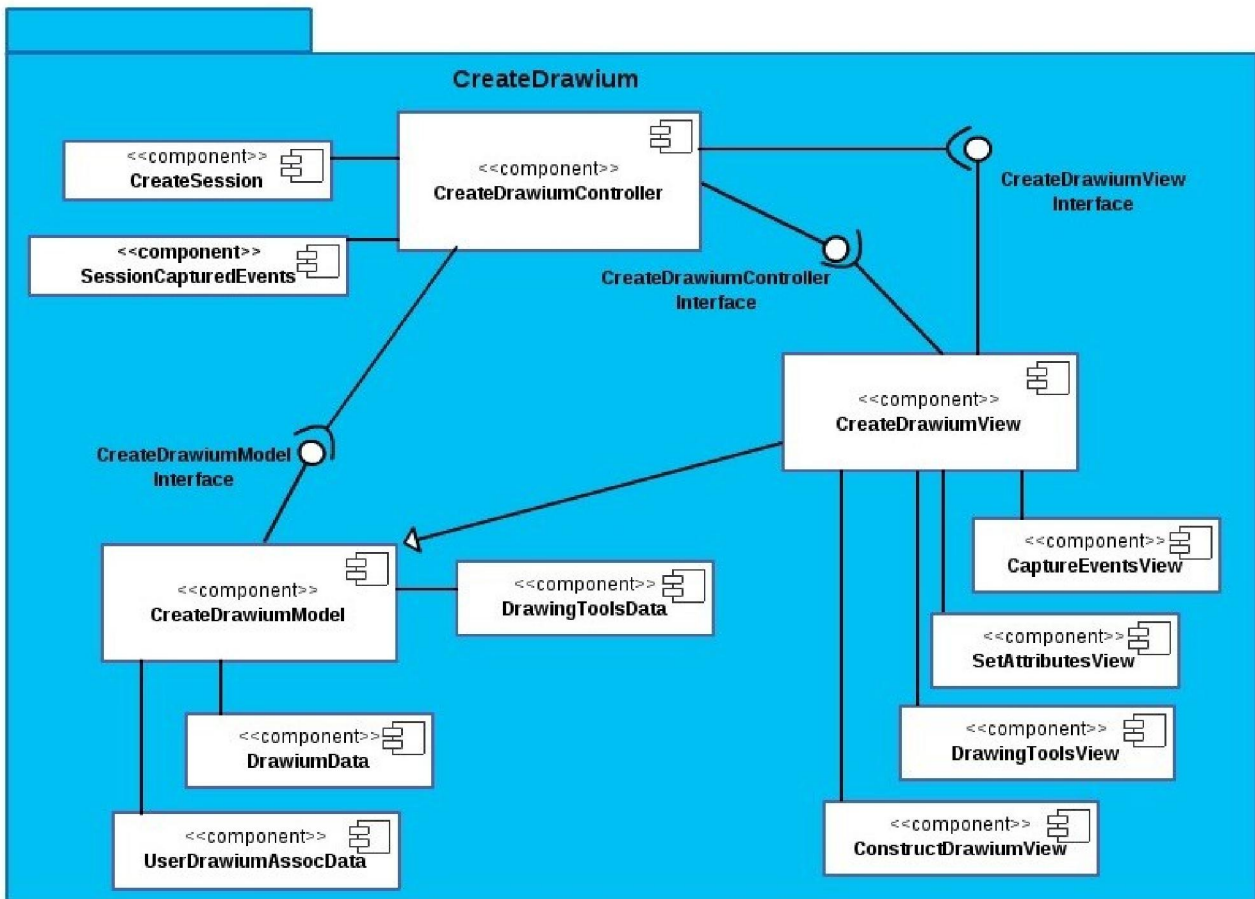 CreateDrawium
<<component>>
CreateSession
<<component>>
CreateDrawiumController
CreateDrawiumView
Interface
<<component>>
SessionCapturedEvents
CreateDrawiumController
Interface
<<component>>
CreateDrawiumView
CreateDrawiumModel
Interface
<<component>>
CreateDrawiumModel
<<component>>
DrawingToolsData
<<component>>
CaptureEventsView
<<component>>
SetAttributesView
<<component>>
DrawiumData
<<component>>
DrawingToolsView
<<component>>
UserDrawiumAssocData
<<component>>
ConstructDrawiumView